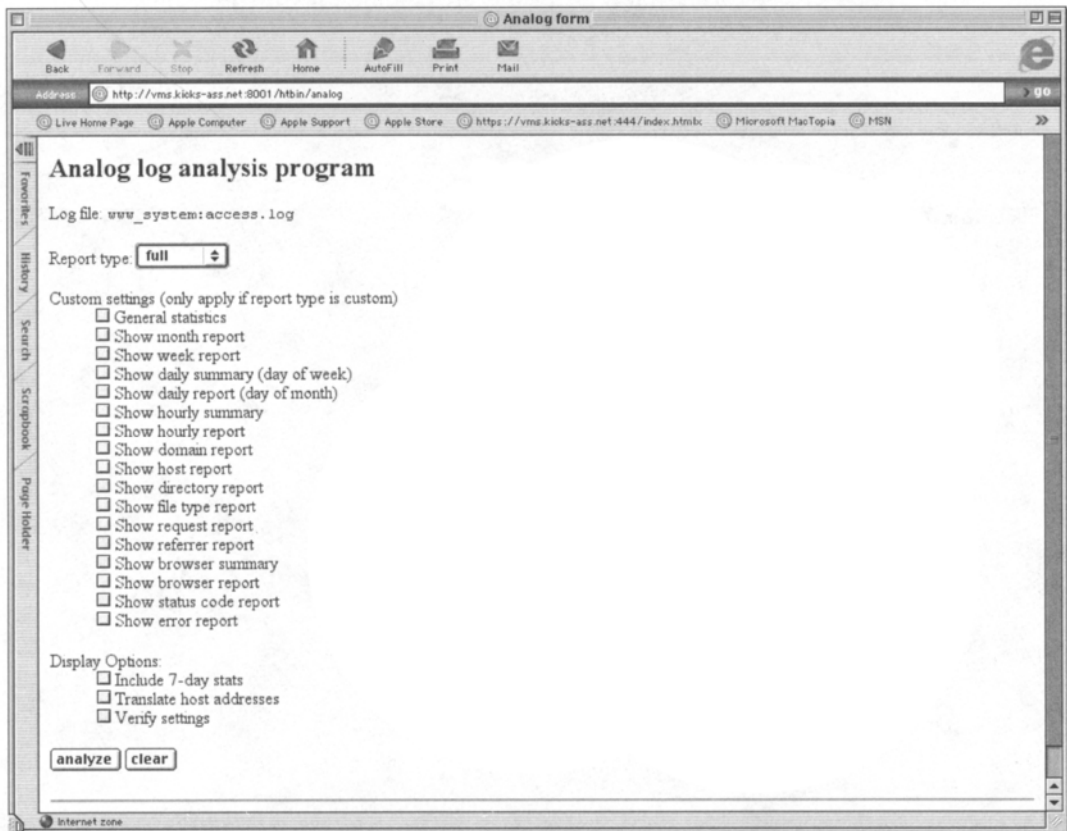 Analog form
Back Forward Stop Refresh Home AutoFill Print Mail
Address http://vms.kicks-ass.net:8001/htbin/analog go
Live Home Page Apple Computer Apple Support Apple Store https://vms.kicks-ass.net:444/index.htmlx Microsoft MacTopia MSN
Favorites
History
Search
Scrapbook
Page Holder
Analog log analysis program
Log file: www_system:access.log
Report type: full
Custom settings (only apply if report type is custom)
General statistics
Show month report
Show week report
Show daily summary (day of week)
Show daily report (day of month)
Show hourly summary
Show hourly report
Show domain report
Show host report
Show directory report
Show file type report
Show request report
Show referrer report
Show browser summary
Show browser report
Show status code report
Show error report
Display Options:
Include 7-day stats
Translate host addresses
Verify settings
analyze clear
Internet zone